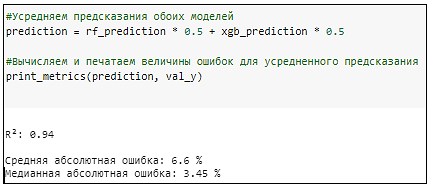 #Усредняем предсказания обоих моделей
prediction = rf_prediction * 0.5 + xgb_prediction * 0.5
#Вычисляем и печатаем величины ошибок для усредненного предсказания
print_metrics(prediction, val_y)
R²: 0.94
Средняя абсолютная ошибка: 6.6 %
Медианная абсолютная ошибка: 3.45 %